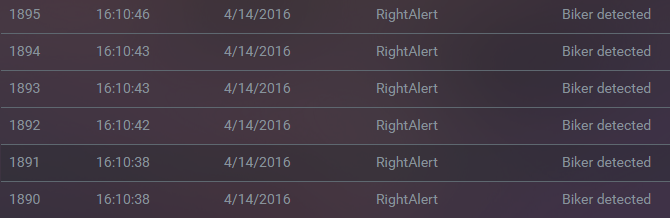 1895 16:10:46 4/14/2016 RightAlert Biker detected
1894 16:10:43 4/14/2016 RightAlert Biker detected
1893 16:10:43 4/14/2016 RightAlert Biker detected
1892 16:10:42 4/14/2016 RightAlert Biker detected
1891 16:10:38 4/14/2016 RightAlert Biker detected
1890 16:10:38 4/14/2016 RightAlert Biker detected